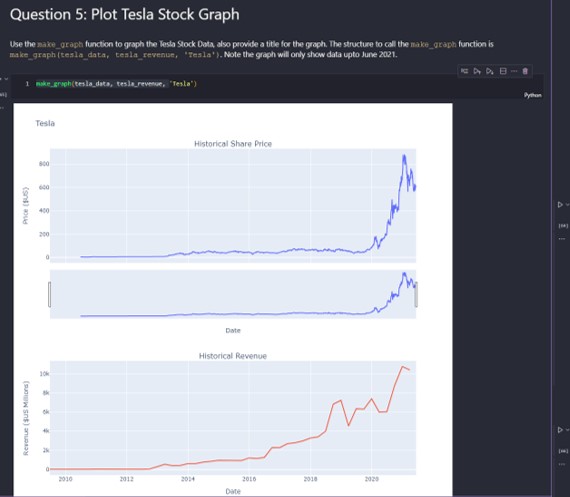 Question 5: Plot Tesla Stock Graph
Use the make_graph function to graph the Tesla Stock Data, also provide a title for the graph. The structure to call the make_graph function is
make_graph(tesla_data, tesla_revenue, 'Tesla'). Note the graph will only show data upto June 2021.
1 make_graph(tesla_data, tesla_revenue, 'Tesla')
Python
Tesla
Historical Share Price
Price ($US)
800
600
400
200
0
Date
Historical Revenue
Revenue ($US Millions)
10k
8k
6k
4k
2k
0
2010 2012 2014 2016 2018 2020
Date